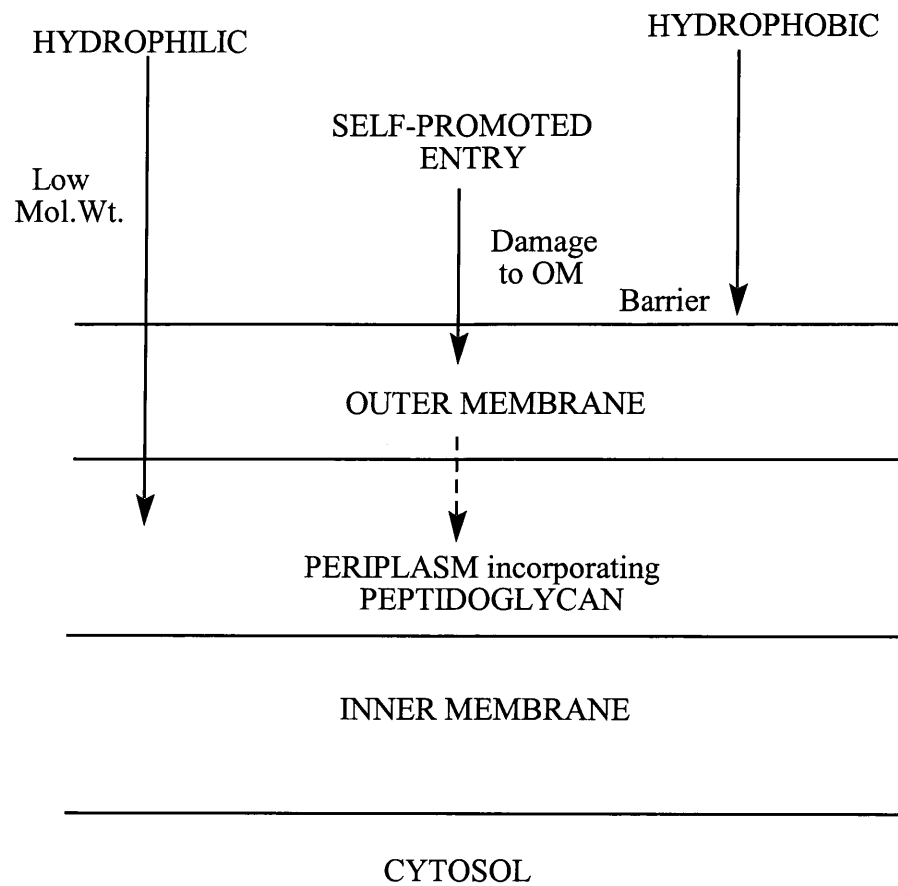 HYDROPHILIC
HYDROPHOBIC
SELF-PROMOTED
ENTRY
Low
Mol.Wt.
Damage
to OM
Barrier
OUTER MEMBRANE
PERIPLASM incorporating
PEPTIDOGLYCAN
INNER MEMBRANE
CYTOSOL